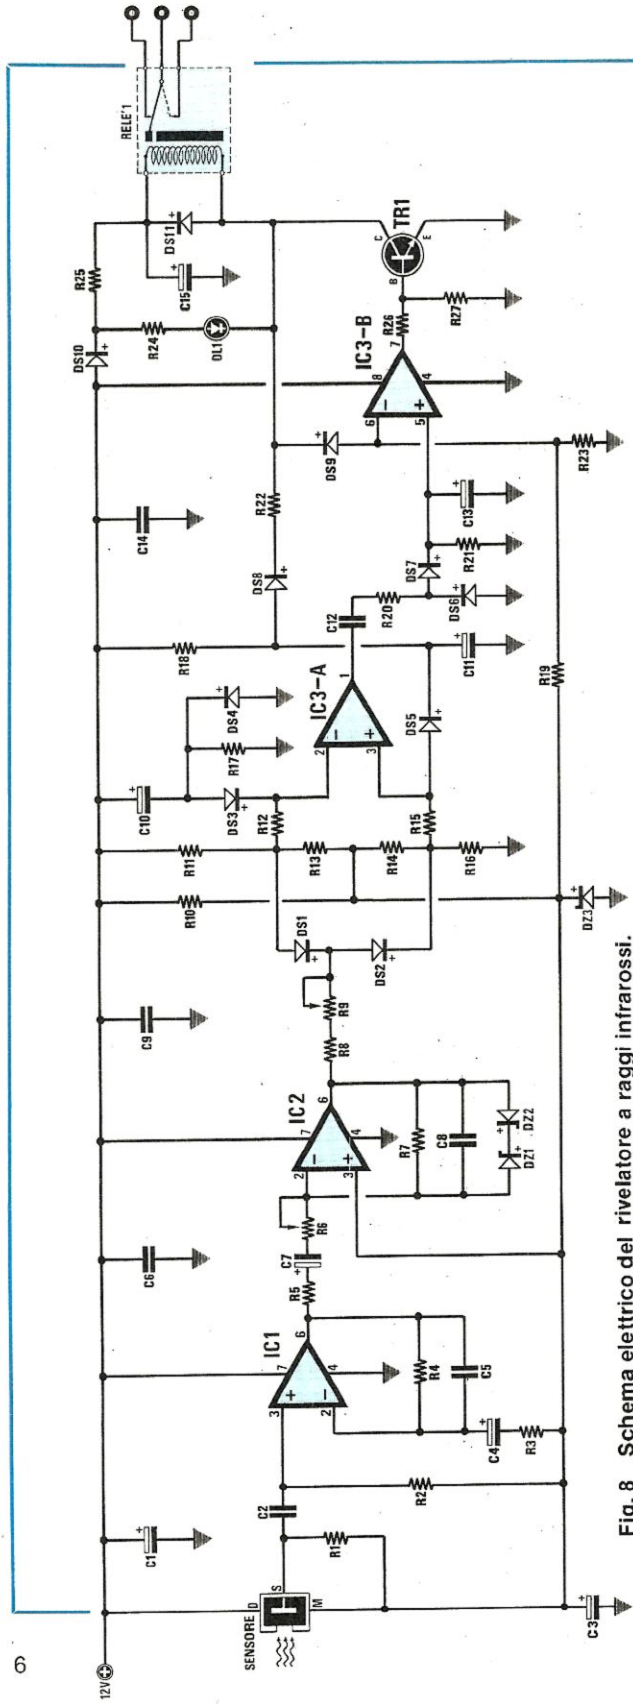 6
12V
SENSORE
D
S
M
C1
C2
R1
R2
C3
IC1
3
2
7
4
6
R4
C5
C4
R3
C6
R5
C7
R6
IC2
2
3
7
4
6
R7
C8
DZ1
DZ2
C9
R8
R9
DS1
DS2
R10
R11
R12
R13
R14
R15
R16
DZ3
C10
DS3
R17
DS4
IC3-A
2
3
1
DS5
R18
C11
C12
R19
DS8
R20
DS6
DS7
R21
C13
R22
C14
DS9
R23
IC3-B
6
5
8
4
7
DS10
R24
DL1
R25
C15
DS11
R26
R27
TR1
B
C
E
RELE'1
Fig. 8 Schema elettrico del rivelatore a raggi infrarossi.